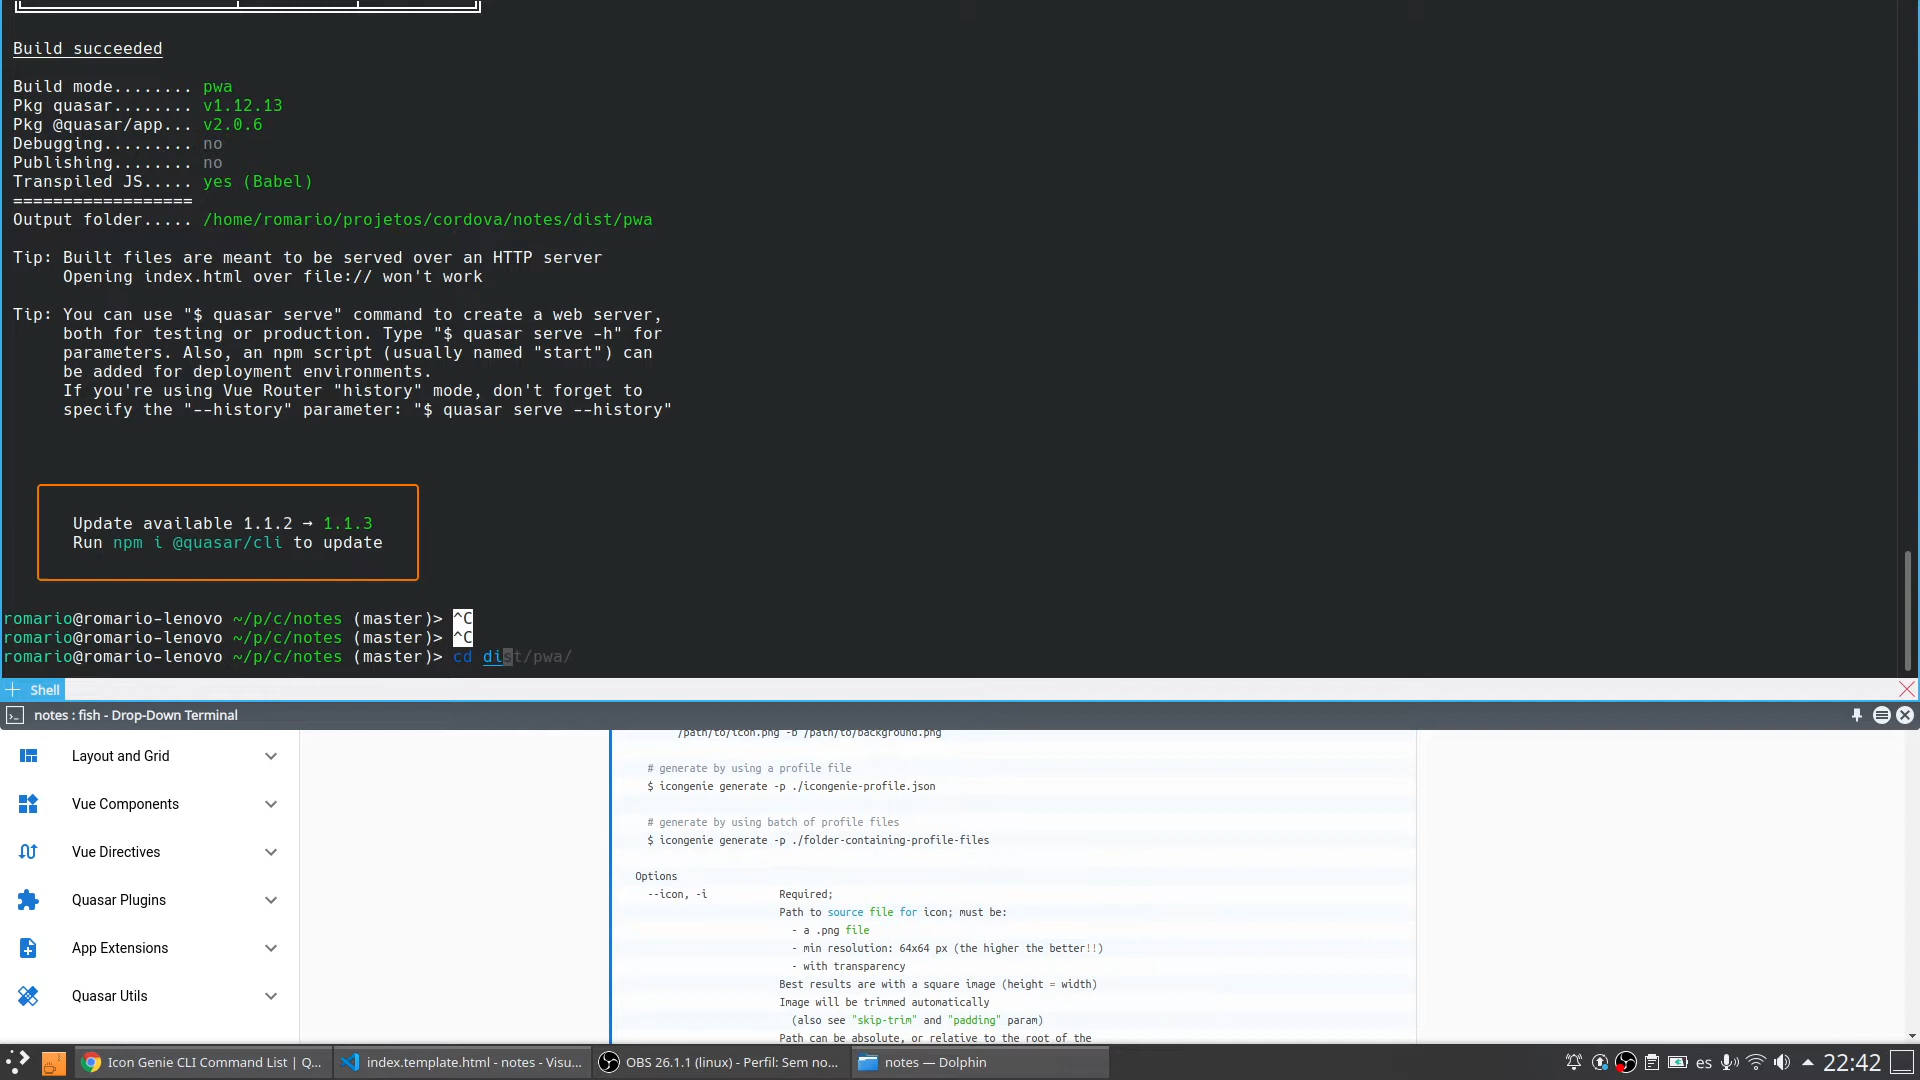 Build succeeded
Build mode........ pwa
Pkg quasar........ v1.12.13
Pkg @quasar/app... v2.0.6
Debugging......... no
Publishing........ no
Transpiled JS..... yes (Babel)
==================
Output folder..... /home/romario/projetos/cordova/notes/dist/pwa
Tip: Built files are meant to be served over an HTTP server
Opening index.html over file:// won't work
Tip: You can use "$ quasar serve" command to create a web server,
both for testing or production. Type "$ quasar serve -h" for
parameters. Also, an npm script (usually named "start") can
be added for deployment environments.
If you're using Vue Router "history" mode, don't forget to
specify the "--history" parameter: "$ quasar serve --history"
Update available 1.1.2 → 1.1.3
Run npm i @quasar/cli to update
romario@romario-lenovo ~/p/c/notes (master)> ^C
romario@romario-lenovo ~/p/c/notes (master)> ^C
romario@romario-lenovo ~/p/c/notes (master)> cd dist/pwa/
Shell
notes : fish - Drop-Down Terminal
Layout and Grid
Vue Components
Vue Directives
Quasar Plugins
App Extensions
Quasar Utils
/path/to/icon.png -b /path/to/background.png
# generate by using a profile file
$ icongenie generate -p ./icongenie-profile.json
# generate by using batch of profile files
$ icongenie generate -p ./folder-containing-profile-files
Options
--icon, -i Required;
Path to source file for icon; must be:
- a .png file
- min resolution: 64x64 px (the higher the better!!)
- with transparency
Best results are with a square image (height = width)
Image will be trimmed automatically
(also see "skip-trim" and "padding" param)
Path can be absolute, or relative to the root of the
Icon Genie CLI Command List | Q...
index.template.html - notes - Visu...
OBS 26.1.1 (linux) - Perfil: Sem no...
notes — Dolphin
es
22:42